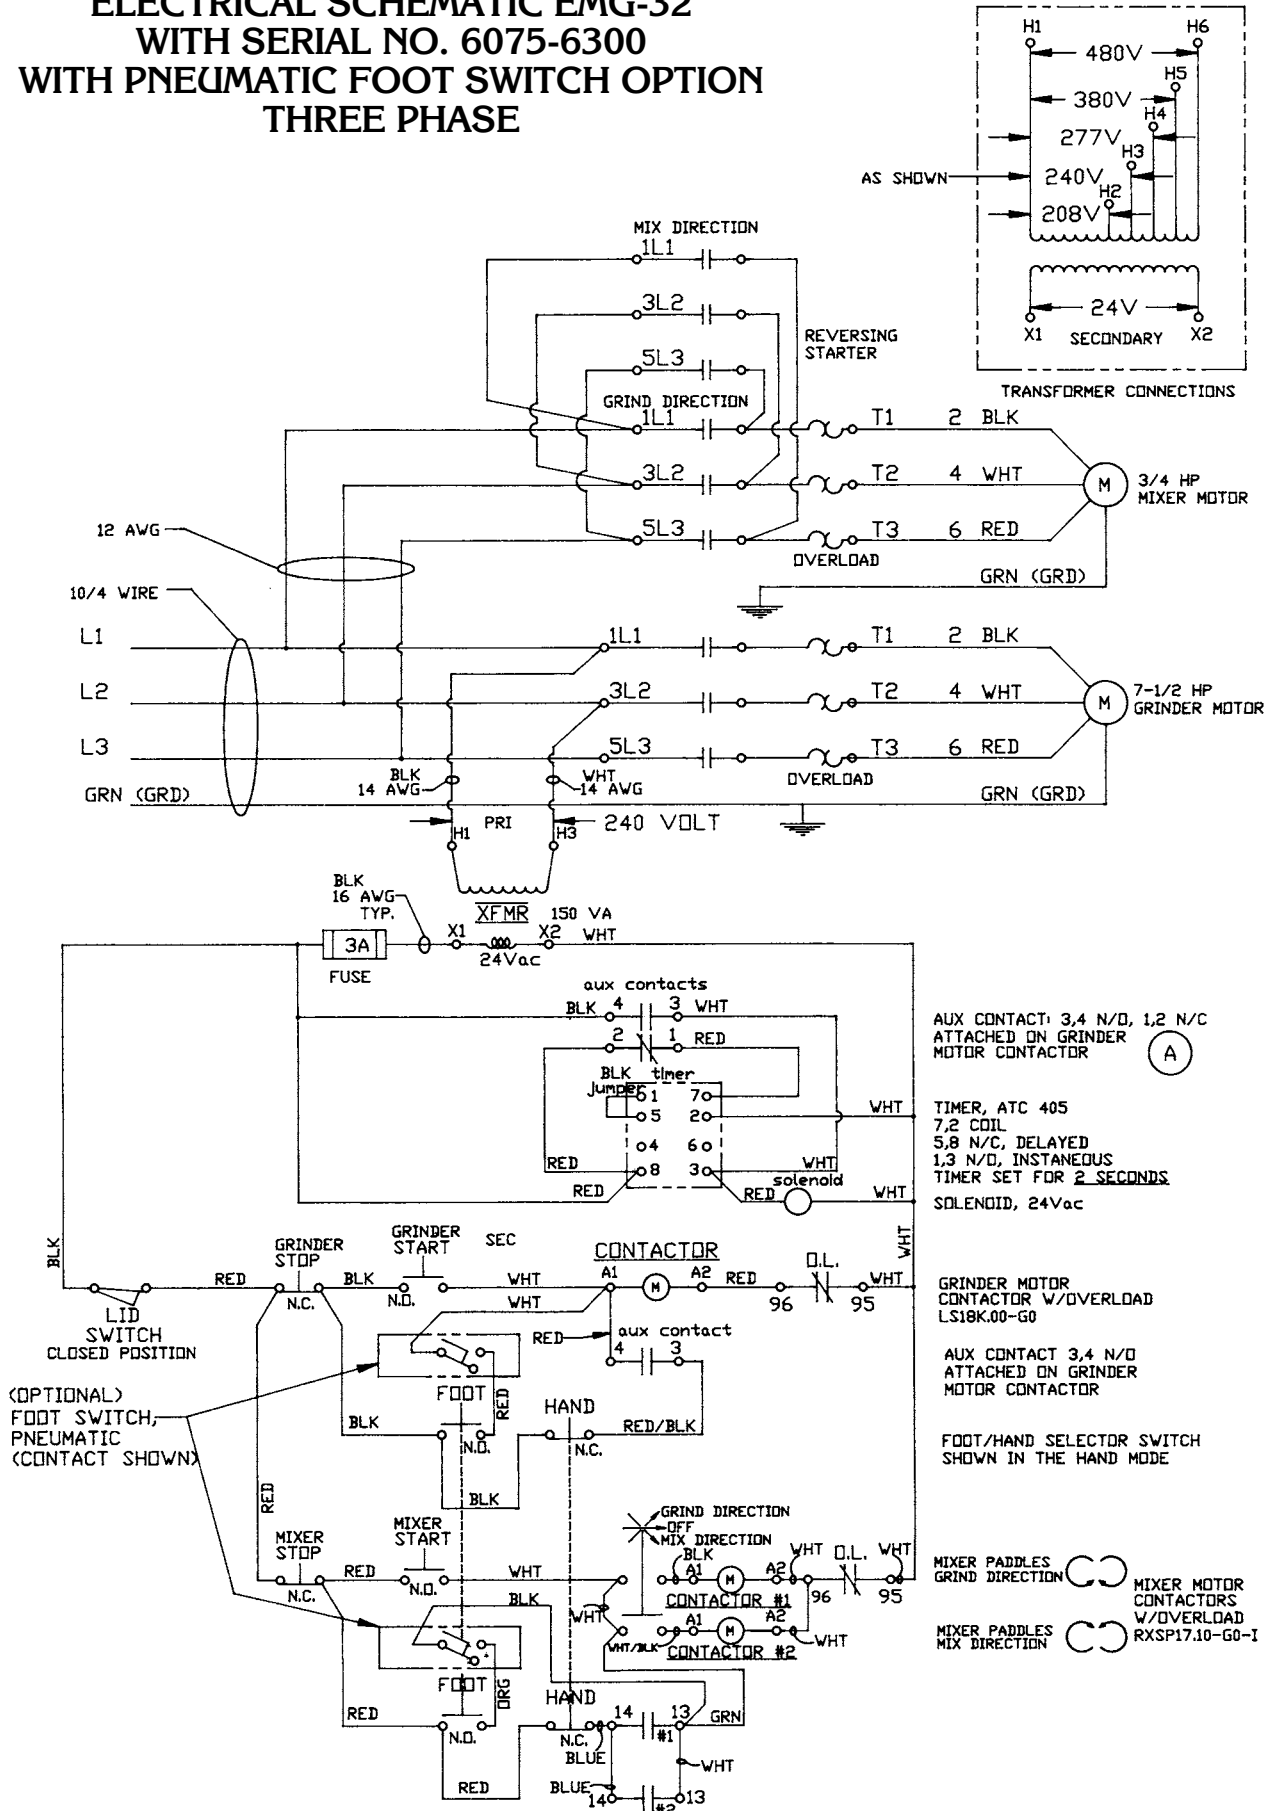 ELECTRICAL SCHEMATIC EMG-32
WITH SERIAL NO. 6075-6300
WITH PNEUMATIC FOOT SWITCH OPTION
THREE PHASE
H1
H6
480V
H5
380V
H4
277V
H3
AS SHOWN
240V
H2
208V
24V
X1
SECONDARY
X2
TRANSFORMER CONNECTIONS
MIX DIRECTION
1L1
3L2
5L3
REVERSING
STARTER
GRIND DIRECTION
1L1
T1
2
BLK
3L2
T2
4
WHT
M
3/4 HP
MIXER MOTOR
12 AWG
5L3
T3
6
RED
OVERLOAD
GRN (GRD)
10/4 WIRE
L1
1L1
T1
2
BLK
L2
3L2
T2
4
WHT
M
7-1/2 HP
GRINDER MOTOR
L3
5L3
T3
6
RED
BLK
14 AWG
WHT
14 AWG
OVERLOAD
GRN (GRD)
GRN (GRD)
H1
PRI
H3
240 VOLT
BLK
16 AWG
TYP.
XFMR
150 VA
3A
X1
X2
WHT
FUSE
24Vac
aux contacts
BLK
4
3
WHT
2
1
RED
AUX CONTACT: 3,4 N/O, 1,2 N/C
ATTACHED ON GRINDER
MOTOR CONTACTOR
A
BLK
timer
jumper
1
7
5
2
WHT
4
6
RED
8
3
WHT
RED
RED
solenoid
WHT
TIMER, ATC 405
7,2 COIL
5,8 N/C, DELAYED
1,3 N/O, INSTANEOUS
TIMER SET FOR 2 SECONDS
SOLENOID, 24Vac
BLK
WHT
GRINDER
STOP
GRINDER
START
SEC
CONTACTOR
O.L.
RED
BLK
WHT
A1
M
A2
RED
WHT
N.C.
N.O.
WHT
96
95
LID
SWITCH
CLOSED POSITION
GRINDER MOTOR
CONTACTOR W/OVERLOAD
LS18K.00-G0
RED
aux contact
4
3
AUX CONTACT 3,4 N/O
ATTACHED ON GRINDER
MOTOR CONTACTOR
(OPTIONAL)
FOOT SWITCH,
PNEUMATIC
(CONTACT SHOWN)
FOOT
RED
HAND
BLK
N.O.
N.C.
RED/BLK
FOOT/HAND SELECTOR SWITCH
SHOWN IN THE HAND MODE
BLK
RED
GRIND DIRECTION
OFF
MIX DIRECTION
MIXER
STOP
MIXER
START
RED
WHT
BLK
A1
M
A2
WHT
O.L.
WHT
N.C.
N.O.
BLK
CONTACTOR #1
96
95
WHT
A1
M
A2
WHT/BLK
CONTACTOR #2
WHT
MIXER PADDLES
GRIND DIRECTION
MIXER PADDLES
MIX DIRECTION
MIXER MOTOR
CONTACTORS
W/OVERLOAD
RXSP17.10-G0-I
FOOT
ORG
HAND
RED
N.O.
N.C.
14
13
GRN
#1
BLUE
WHT
RED
BLUE
14
13
#2